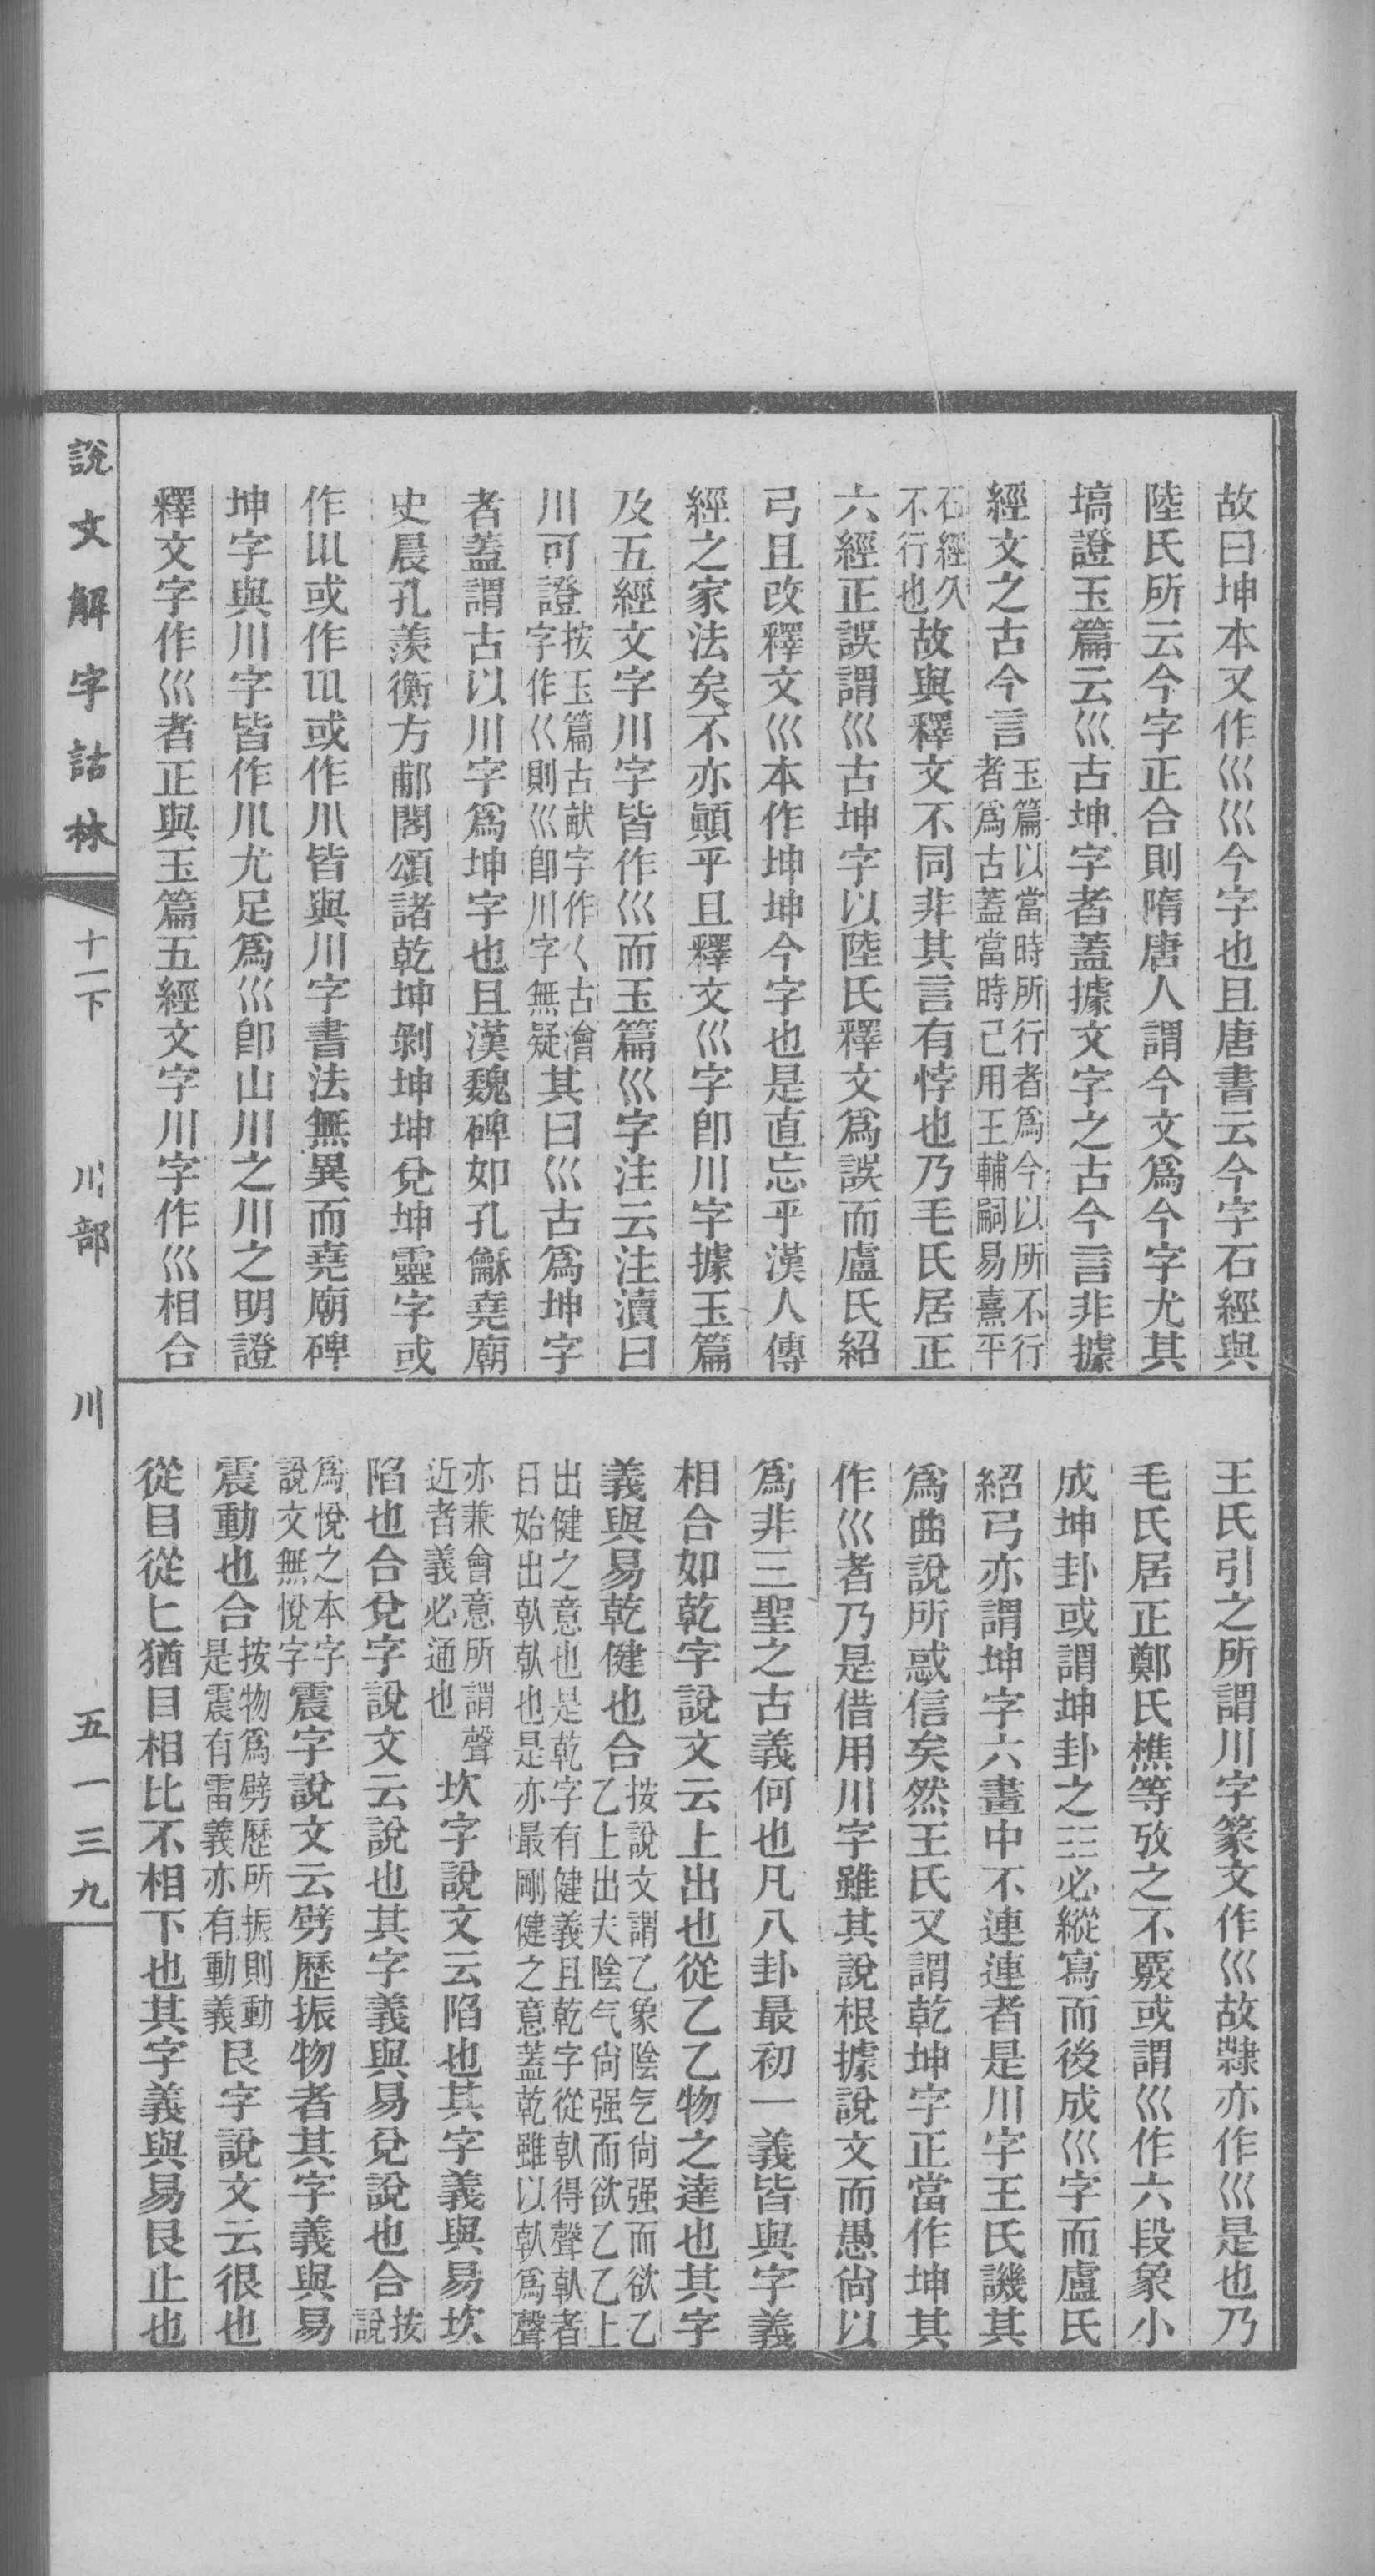 故曰坤本又作巛巛今字也且唐書云今字石經與
陸氏所云今字正合則隋唐人謂今文爲今字尤其
塙證玉篇云巛古坤字者蓋據文字之古今言非據
經文之古今言玉篇以當時所行者爲今以所不行者爲古蓋當時己用王輔嗣易熹平
石經久不行也故與釋文不同非其言有悖也乃毛氏居正
六經正誤謂巛古坤字以陸氏釋文爲誤而盧氏紹
弓且改釋文巛本作坤坤今字也是直忘乎漢人傳
經之家法矣不亦顚乎且釋文巛字卽川字據玉篇
及五經文字川字皆作巛而玉篇巛字注云注瀆曰
川可證按玉篇古畎字作𡿨古澮字作巜則巛卽川字無疑其曰巛古爲坤字
者蓋謂古以川字爲坤字也且漢魏碑如孔龢堯廟
史晨孔羨衡方郙閣頌諸乾坤剝坤坤兌坤靈字或
作或作或作皆與川字書法無異而堯廟碑
坤字與川字皆作尤足爲巛卽山川之川之明證
釋文字作巛者正與玉篇五經文字川字作巛相合
王氏引之所謂川字篆文作巛故隸亦作巛是也乃
毛氏居正鄭氏樵等攷之不覈或謂巛作六段象小
成坤卦或謂坤卦之☷必縱寫而後成巛字而盧氏
紹弓亦謂坤字六畫中不連連者是川字王氏譏其
爲曲說所惑信矣然王氏又謂乾坤字正當作坤其
作巛者乃是借用川字雖其說根據說文而愚尙以
爲非三聖之古義何也凡八卦最初一義皆與字義
相合如乾字說文云上出也從乙乙物之達也其字
義與易乾健也合按說文謂乙象陰气尙强而欲乙乙上出夫陰气尙强而欲乙乙上
出健之意也是乾字有健義且乾字從倝得聲倝者日始出倝倝也是亦最剛健之意蓋乾雖以倝爲聲
亦兼會意所謂聲近者義必通也坎字說文云陷也其字義與易坎
陷也合兌字說文云說也其字義與易兌說也合按說
爲悅之本字說文無悅字震字說文云劈歷振物者其字義與易
震動也合按物爲劈歷所振則動是震有雷義亦有動義艮字說文云很也
從目從匕猶目相比不相下也其字義與易艮止也
說文解字詁林 十一下 川部 川 五一三九